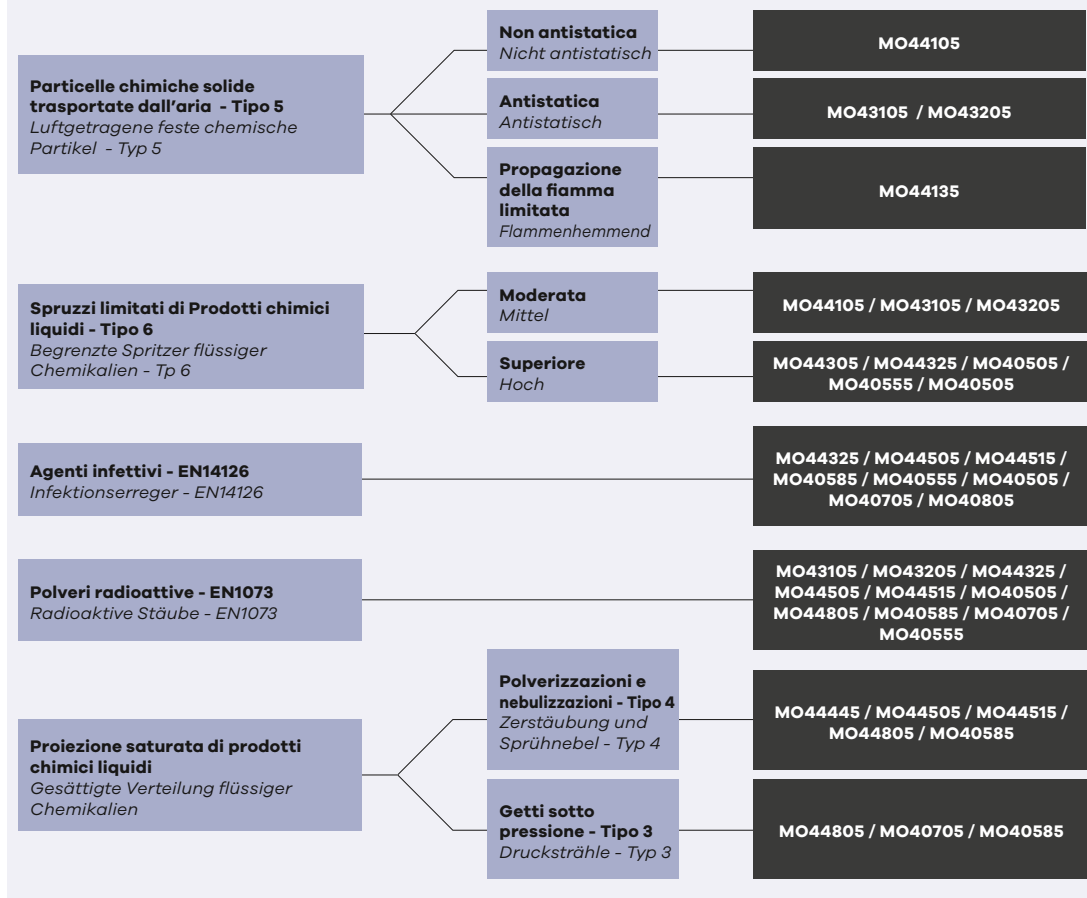 Particelle chimiche solide
trasportate dall'aria - Tipo 5
Luftgetragene feste chemische
Partikel - Typ 5
Non antistatica
Nicht antistatisch
MO44105
Antistatica
Antistatisch
MO43105 / MO43205
Propagazione
della fiamma
limitata
Flammenhemmend
MO44135
Spruzzi limitati di Prodotti chimici
liquidi - Tipo 6
Begrenzte Spritzer flüssiger
Chemikalien - Tp 6
Moderata
Mittel
MO44105 / MO43105 / MO43205
Superiore
Hoch
MO44305 / MO44325 / MO40505 /
MO40555 / MO40505
Agenti infettivi - EN14126
Infektionserreger - EN14126
MO44325 / MO44505 / MO44515 /
MO40585 / MO40555 / MO40505 /
MO40705 / MO40805
Polveri radioattive - EN1073
Radioaktive Stäube - EN1073
MO43105 / MO43205 / MO44325 /
MO44505 / MO44515 / MO40505 /
MO44805 / MO40585 / MO40705 /
MO40555
Proiezione saturata di prodotti
chimici liquidi
Gesättigte Verteilung flüssiger
Chemikalien
Polverizzazioni e
nebulizzazioni - Tipo 4
Zerstäubung und
Sprühnebel - Typ 4
MO44445 / MO44505 / MO44515 /
MO44805 / MO40585
Getti sotto
pressione - Tipo 3
Drucksträhle - Typ 3
MO44805 / MO40705 / MO40585